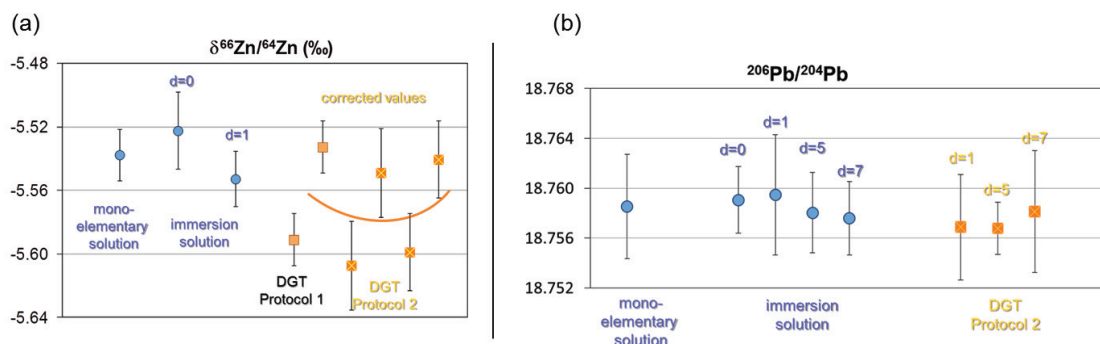 (a)
δ⁶⁶Zn/⁶⁴Zn (‰)
-5.48
-5.52
-5.56
-5.60
-5.64
d=0
d=1
corrected values
mono-
elementary
solution
immersion
solution
DGT
Protocol 1
DGT
Protocol 2
(b)
²⁰⁶Pb/²⁰⁴Pb
18.768
18.764
18.760
18.756
18.752
d=0
d=1
d=5
d=7
d=1
d=5
d=7
mono-
elementary
solution
immersion
solution
DGT
Protocol 2